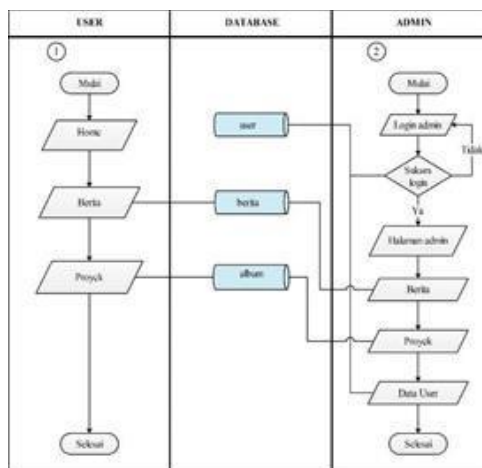 USER
DATABASE
ADMIN
1
2
Mulai
Mulai
Home
user
Login admin
Tidak
Sukses
login
Berita
berita
Ya
Halaman admin
Proyek
album
Berita
Proyek
Data User
Selesai
Selesai